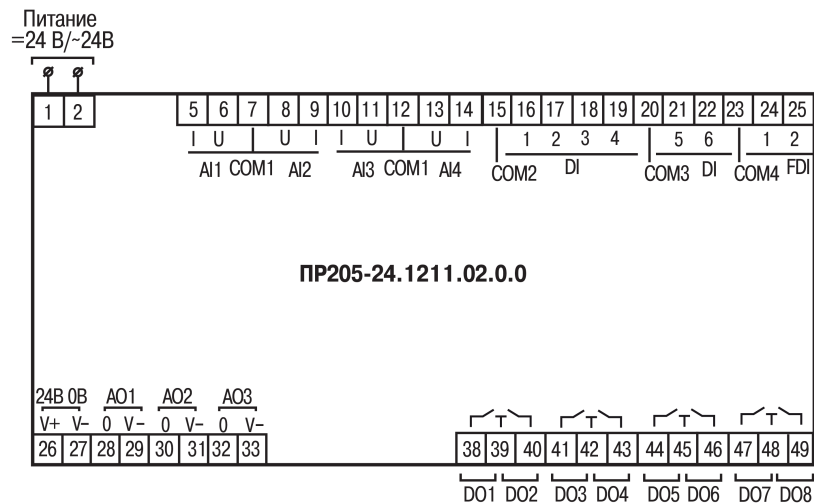 Питание
=24 В/~24В
1 2 5 6 7 8 9 10 11 12 13 14 15 16 17 18 19 20 21 22 23 24 25
I U U I I U U I 1 2 3 4 5 6 1 2
AI1 COM1 AI2 AI3 COM1 AI4 COM2 DI COM3 DI COM4 FDI
ПР205-24.1211.02.0.0
24В 0В AO1 AO2 AO3
V+ V– 0 V– 0 V– 0 V–
26 27 28 29 30 31 32 33 38 39 40 41 42 43 44 45 46 47 48 49
DO1 DO2 DO3 DO4 DO5 DO6 DO7 DO8